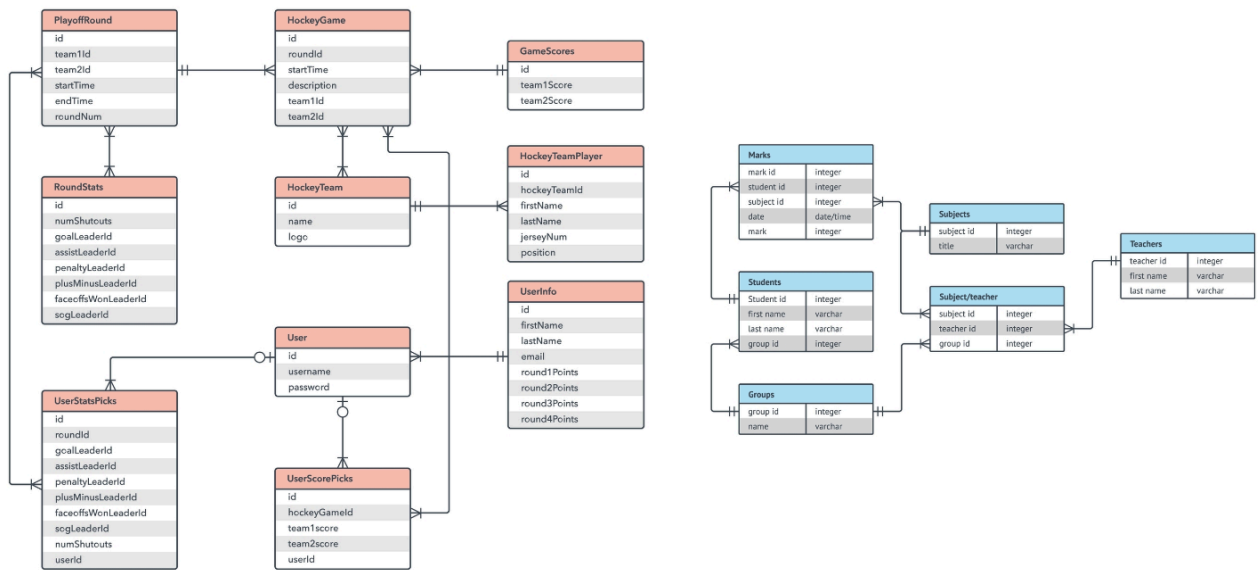 PlayoffRound
id
team1Id
team2Id
startTime
endTime
roundNum
HockeyGame
id
roundId
startTime
description
team1Id
team2Id
GameScores
id
team1Score
team2Score
RoundStats
id
numShutouts
goalLeaderId
assistLeaderId
penaltyLeaderId
plusMinusLeaderId
faceoffsWonLeaderId
sogLeaderId
HockeyTeam
id
name
logo
HockeyTeamPlayer
id
hockeyTeamId
firstName
lastName
jerseyNum
position
User
id
username
password
UserInfo
id
firstName
lastName
email
round1Points
round2Points
round3Points
round4Points
UserStatsPicks
id
roundId
goalLeaderId
assistLeaderId
penaltyLeaderId
plusMinusLeaderId
faceoffsWonLeaderId
sogLeaderId
numShutouts
userId
UserScorePicks
id
hockeyGameId
team1score
team2score
userId
Marks
mark id integer
student id integer
subject id integer
date date/time
mark integer
Students
Student id integer
first name varchar
last name varchar
group id integer
Groups
group id integer
name varchar
Subjects
subject id integer
title varchar
Subject/teacher
subject id integer
teacher id integer
group id integer
Teachers
teacher id integer
first name varchar
last name varchar